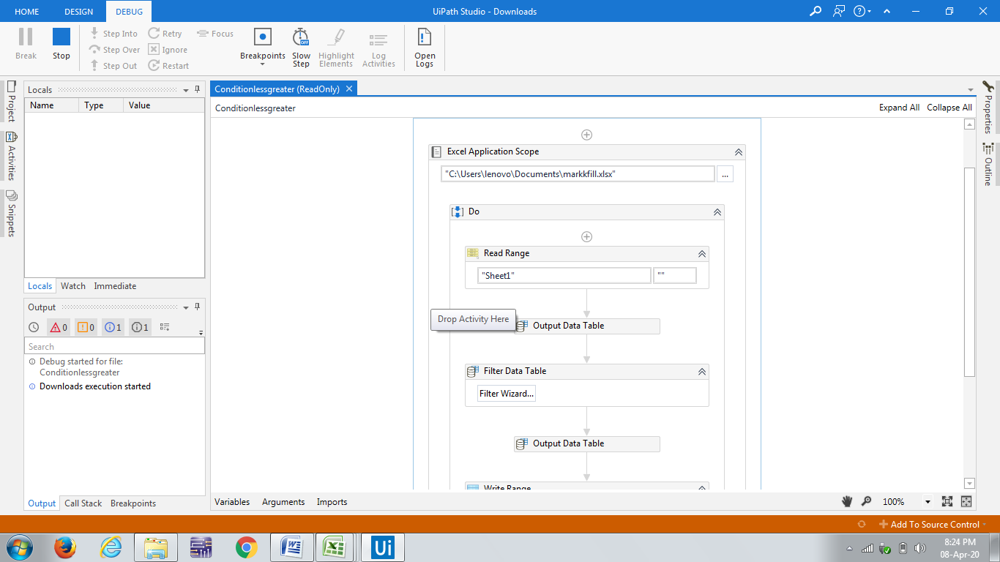 HOME DESIGN DEBUG UiPath Studio - Downloads
Break
Stop
Step Into
Step Over
Step Out
Retry
Ignore
Restart
Focus
Breakpoints
Slow
Step
OFF
Highlight
Elements
Log
Activities
Open
Logs
Project
Activities
Snippets
Locals
Name Type Value
Locals Watch Immediate
Output
0 0 1 1
Search
Debug started for file:
Conditionlessgreater
Downloads execution started
Output Call Stack Breakpoints
Conditionlessgreater (ReadOnly)
Conditionlessgreater
Expand All Collapse All
Excel Application Scope
"C:\Users\lenovo\Documents\markkfill.xlsx"
...
Do
Read Range
"Sheet1" ""
Drop Activity Here
Output Data Table
Filter Data Table
Filter Wizard...
Output Data Table
Write Range
Variables Arguments Imports
100%
Properties
Outline
Add To Source Control
Ui
8:24 PM
08-Apr-20